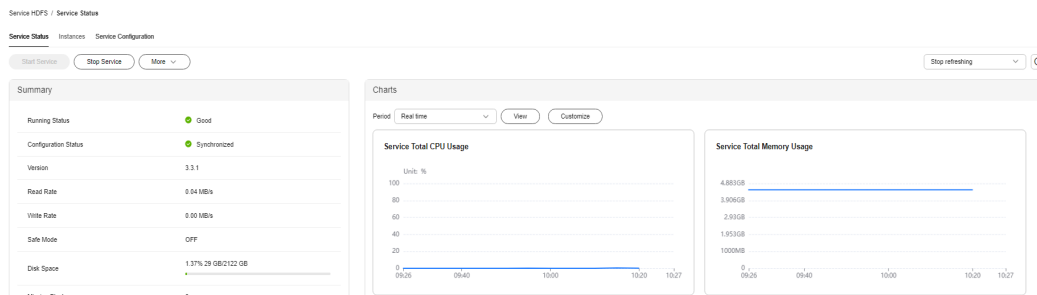 Service HDFS / Service Status
Service Status Instances Service Configuration
Start Service Stop Service More Stop refreshing
Summary
Running Status Good
Configuration Status Synchronized
Version 3.3.1
Read Rate 0.04 MB/s
Write Rate 0.00 MB/s
Safe Mode OFF
Disk Space 1.37% 29 GB/2122 GB
Charts
Period Real time View Customize
Service Total CPU Usage
Unit: %
100
80
60
40
20
0
09:26 09:40 10:00 10:20 10:27
Service Total Memory Usage
4.883GB
3.906GB
2.93GB
1.953GB
1000MB
0
09:26 09:40 10:00 10:20 10:27